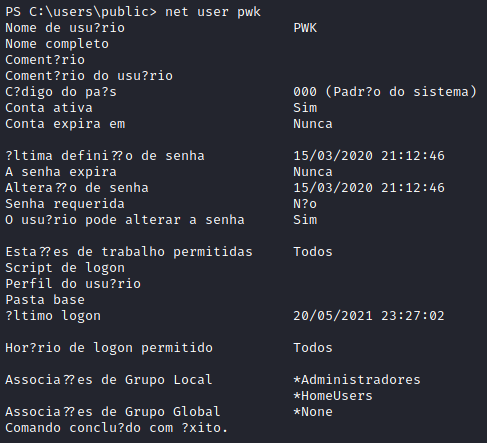 PS C:\users\public> net user pwk
Nome de usu?rio PWK
Nome completo
Coment?rio
Coment?rio do usu?rio
C?digo do pa?s 000 (Padr?o do sistema)
Conta ativa Sim
Conta expira em Nunca
?ltima defini??o de senha 15/03/2020 21:12:46
A senha expira Nunca
Altera??o de senha 15/03/2020 21:12:46
Senha requerida N?o
O usu?rio pode alterar a senha Sim
Esta??es de trabalho permitidas Todos
Script de logon
Perfil do usu?rio
Pasta base
?ltimo logon 20/05/2021 23:27:02
Hor?rio de logon permitido Todos
Associa??es de Grupo Local *Administradores
*HomeUsers
Associa??es de Grupo Global *None
Comando conclu?do com ?xito.